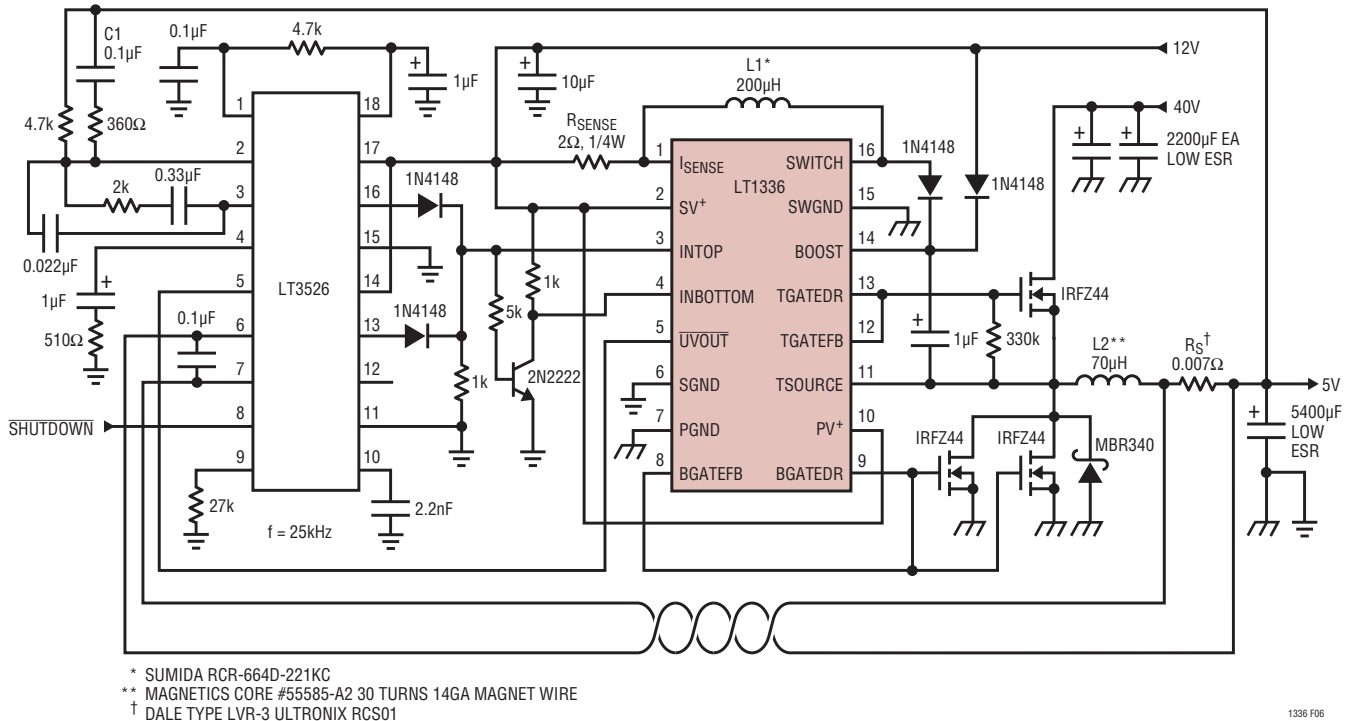 C1
0.1µF
0.1µF
4.7k
1µF
10µF
12V
L1*
200µH
40V
2200µF EA
LOW ESR
4.7k
360Ω
1
18
RSENSE
2Ω, 1/4W
2
17
1
ISENSE
SWITCH
16
1N4148
1N4148
LT1336
2k
0.33µF
3
16
1N4148
2
SV+
SWGND
15
0.022µF
4
15
3
INTOP
BOOST
14
LT3526
5
14
1k
5k
4
INBOTTOM
TGATEDR
13
IRFZ44
1µF
510Ω
0.1µF
6
13
1N4148
5
UVOUT
TGATEFB
12
1µF
330k
L2**
70µH
RS†
0.007Ω
7
12
1k
2N2222
6
SGND
TSOURCE
11
5V
SHUTDOWN
8
11
7
PGND
PV+
10
IRFZ44
IRFZ44
MBR340
5400µF
LOW
ESR
9
10
8
BGATEFB
BGATEDR
9
27k
f = 25kHz
2.2nF
* SUMIDA RCR-664D-221KC
** MAGNETICS CORE #55585-A2 30 TURNS 14GA MAGNET WIRE
† DALE TYPE LVR-3 ULTRONIX RCS01
1336 F06